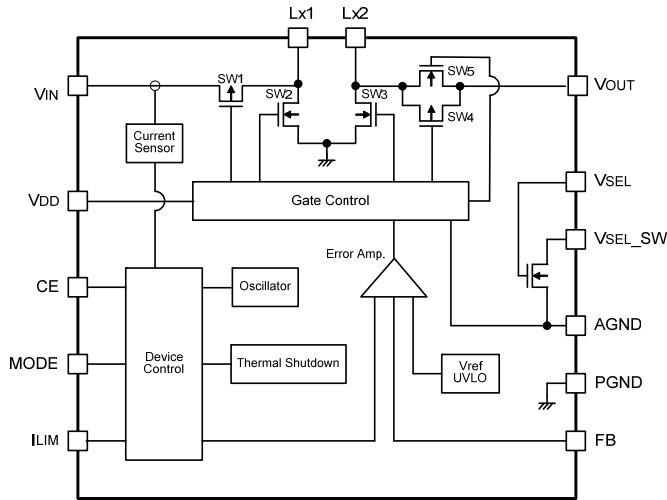 Lx1
Lx2
VIN
SW1
SW2
SW3
SW5
SW4
VOUT
Current
Sensor
VDD
Gate Control
VSEL
VSEL_SW
Error Amp.
CE
Oscillator
Device
Control
AGND
MODE
Thermal Shutdown
Vref
UVLO
PGND
ILIM
FB